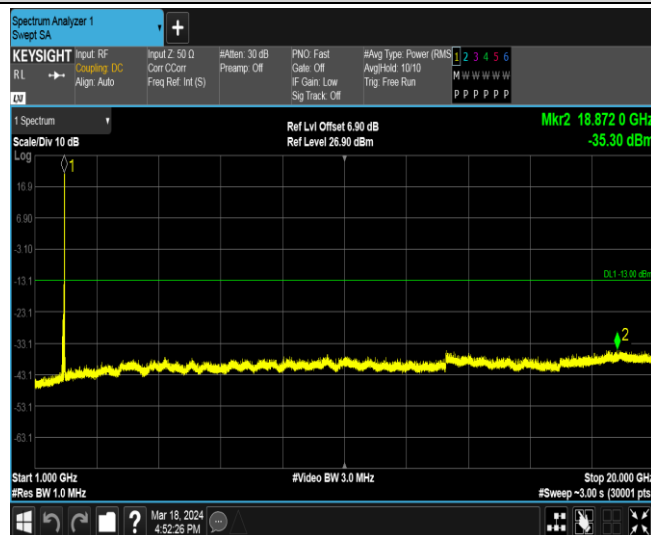 Spectrum Analyzer 1
Swept SA
+
KEYSIGHT
RL
Input: RF
Coupling: DC
Align: Auto
Input Z: 50 Ω
Corr CCorr
Freq Ref: Int (S)
#Atten: 30 dB
Preamp: Off
PNO: Fast
Gate: Off
IF Gain: Low
Sig Track: Off
#Avg Type: Power (RMS
Avg|Hold: 10/10
Trig: Free Run
1 2 3 4 5 6
M W W W W W
P P P P P P
LXI
1 Spectrum
Scale/Div 10 dB
Log
Ref Lvl Offset 6.90 dB
Ref Level 26.90 dBm
Mkr2 18.872 0 GHz
-35.30 dBm
1
16.9
6.90
-3.10
-13.1
DL1 -13.00 dBm
-23.1
2
-33.1
-43.1
-53.1
-63.1
Start 1.000 GHz
#Res BW 1.0 MHz
#Video BW 3.0 MHz
Stop 20.000 GHz
#Sweep ~3.00 s (30001 pts
?
Mar 18, 2024
4:52:26 PM